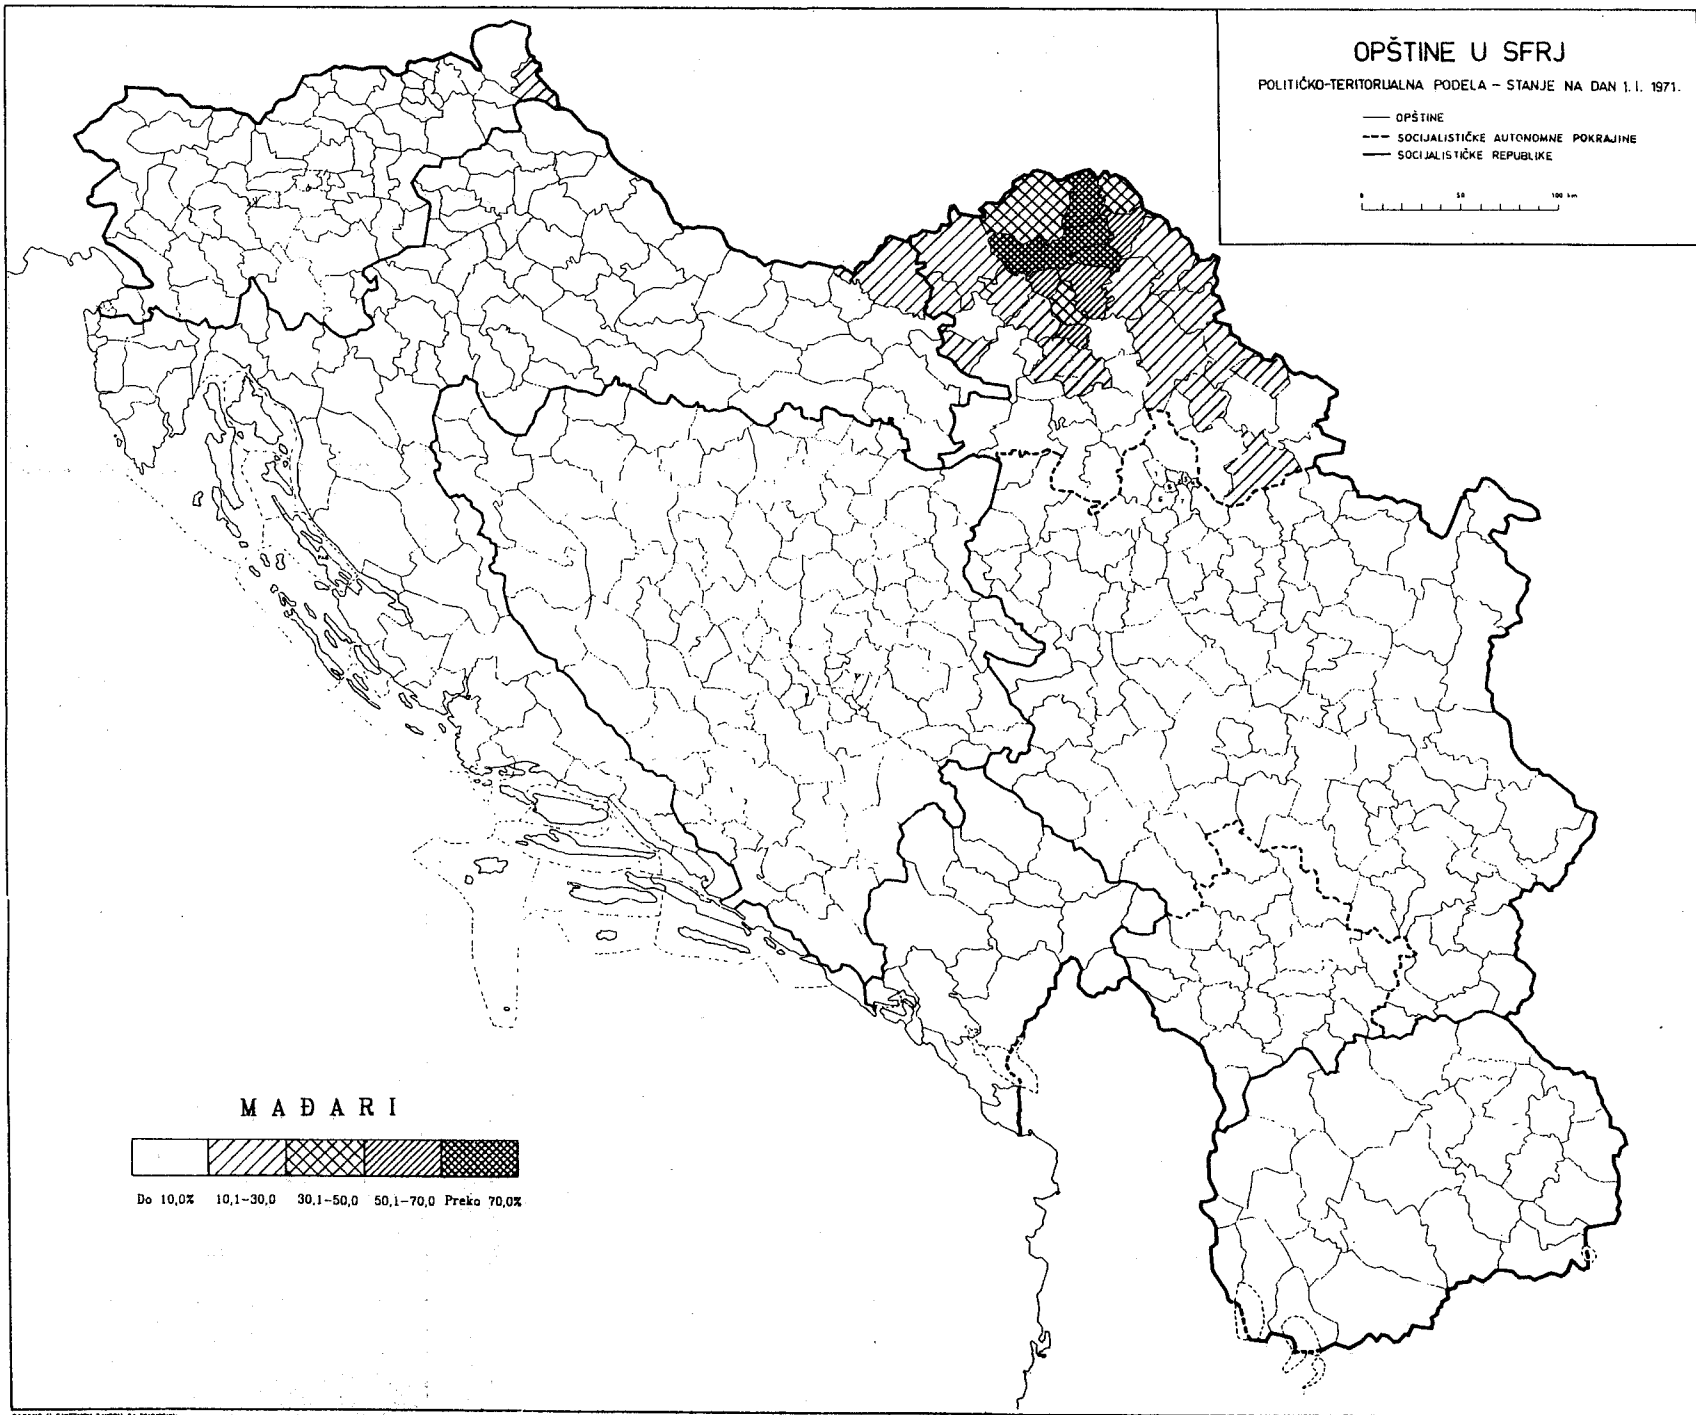 OPŠTINE U SFRJ
POLITIČKO-TERITORIJALNA PODELA – STANJE NA DAN 1. I. 1971.
OPŠTINE
SOCIJALISTIČKE AUTONOMNE POKRAJINE
SOCIJALISTIČKE REPUBLIKE
0 50 100 km
MAĐARI
Do 10,0% 10,1-30,0 30,1-50,0 50,1-70,0 Preko 70,0%